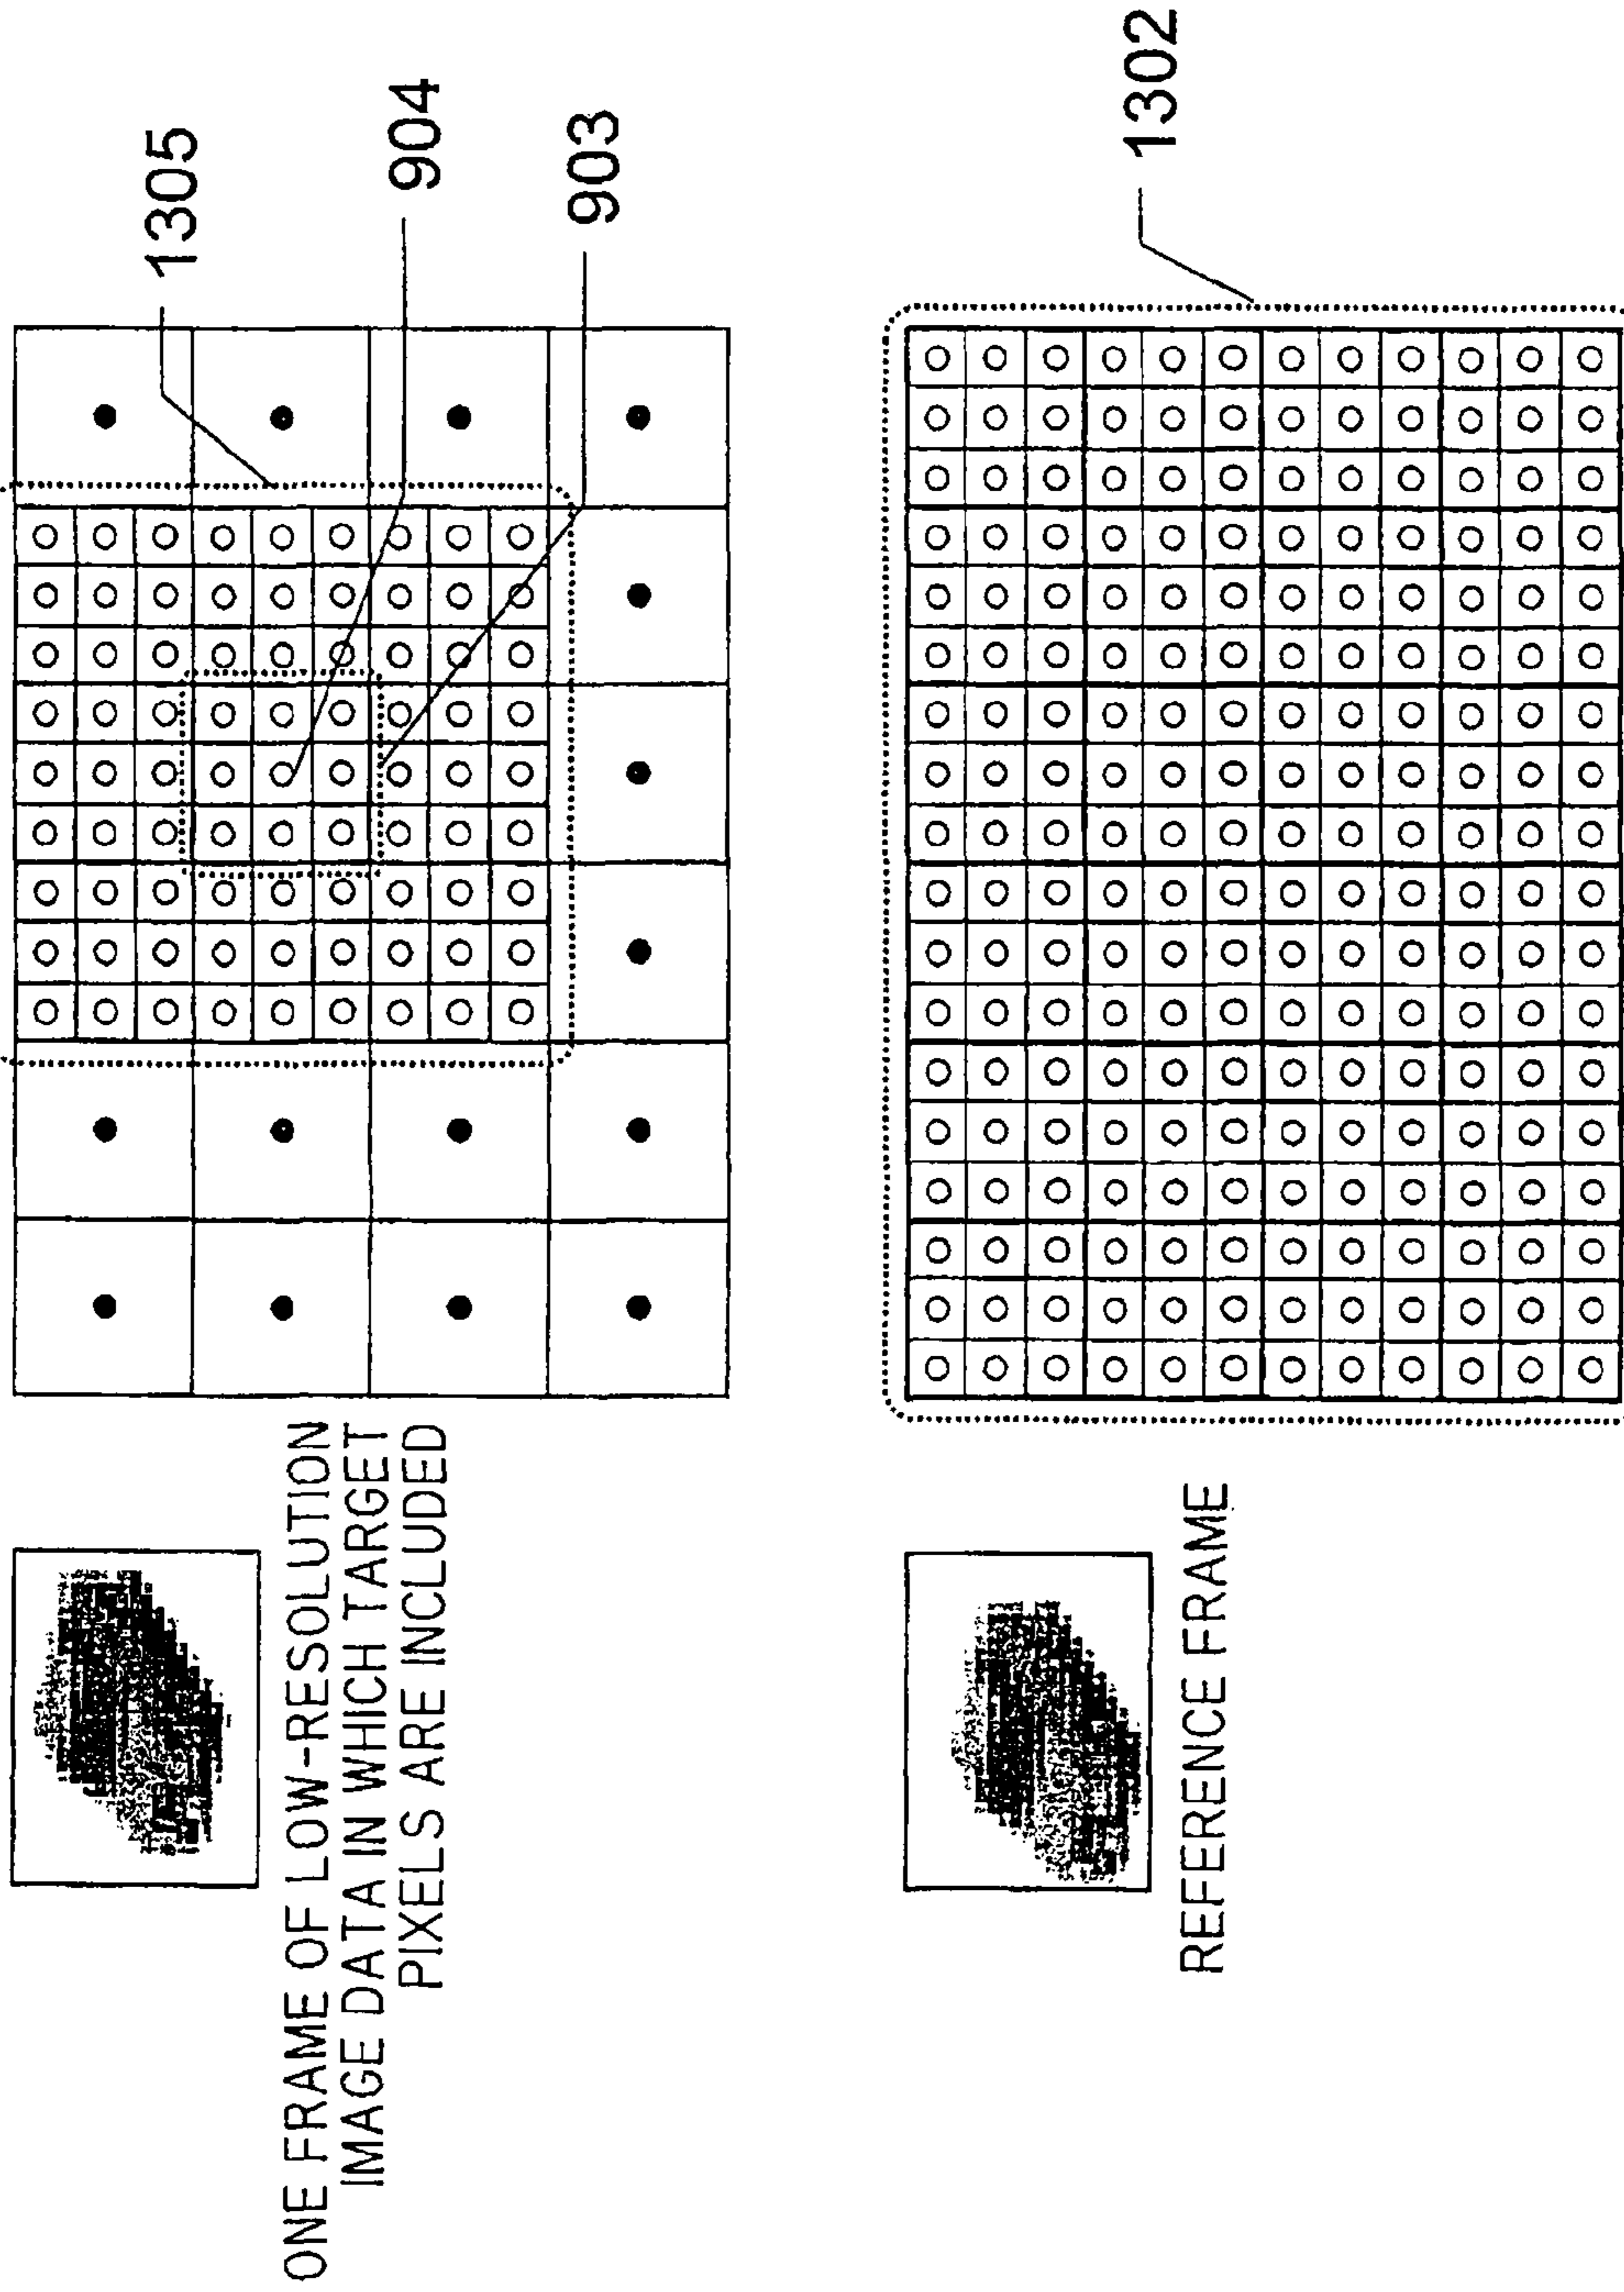 1305
904
903
ONE FRAME OF LOW-RESOLUTION
IMAGE DATA IN WHICH TARGET
PIXELS ARE INCLUDED
1302
REFERENCE FRAME